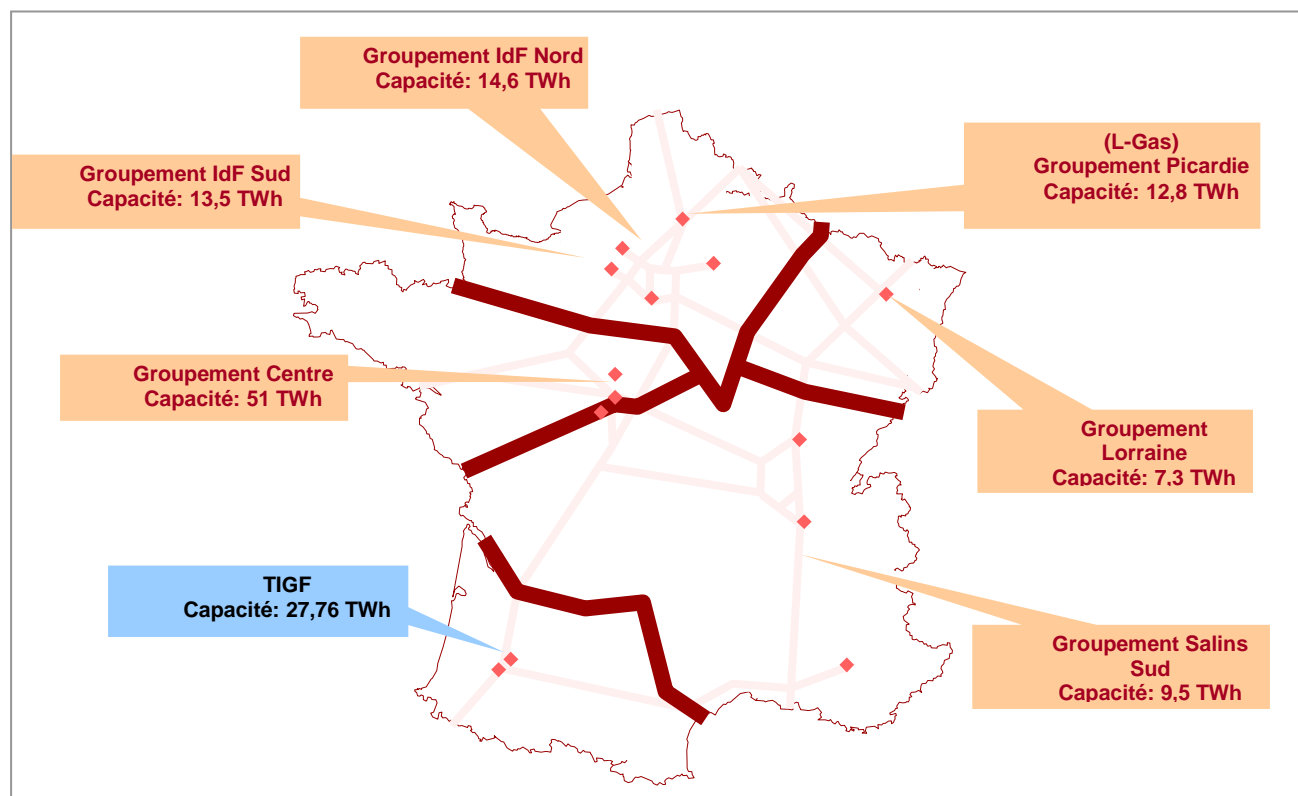 Groupement IdF Nord
Capacité: 14,6 TWh
(L-Gas)
Groupement Picardie
Capacité: 12,8 TWh
Groupement IdF Sud
Capacité: 13,5 TWh
Groupement Centre
Capacité: 51 TWh
Groupement
Lorraine
Capacité: 7,3 TWh
TIGF
Capacité: 27,76 TWh
Groupement Salins
Sud
Capacité: 9,5 TWh